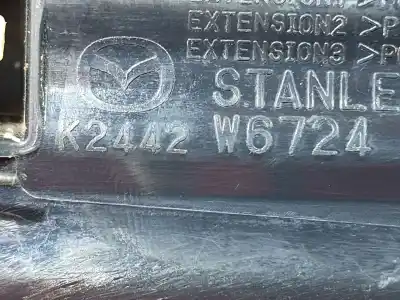 EXTENSION2 >P
EXTENSION3 >P
STANLE
K2442 W6724